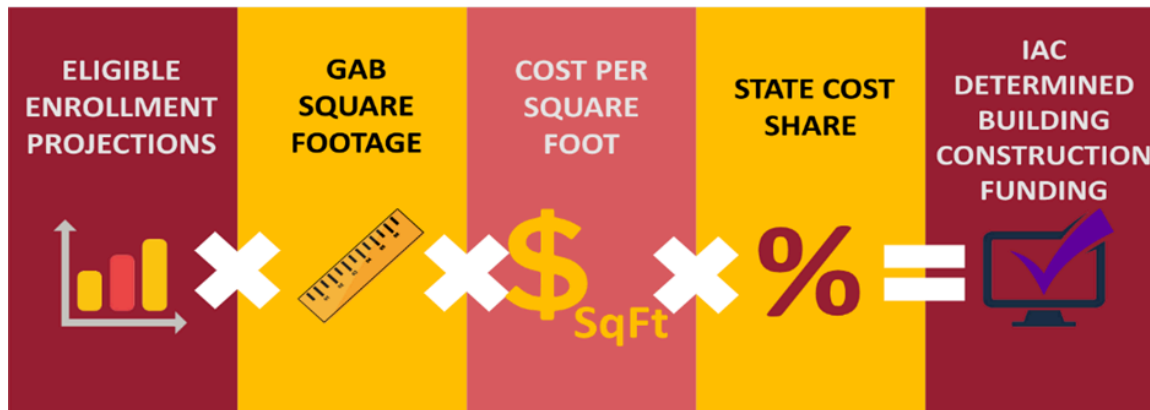 ELIGIBLE
ENROLLMENT
PROJECTIONS
GAB
SQUARE
FOOTAGE
COST PER
SQUARE
FOOT
$
SqFt
STATE COST
SHARE
%
IAC
DETERMINED
BUILDING
CONSTRUCTION
FUNDING